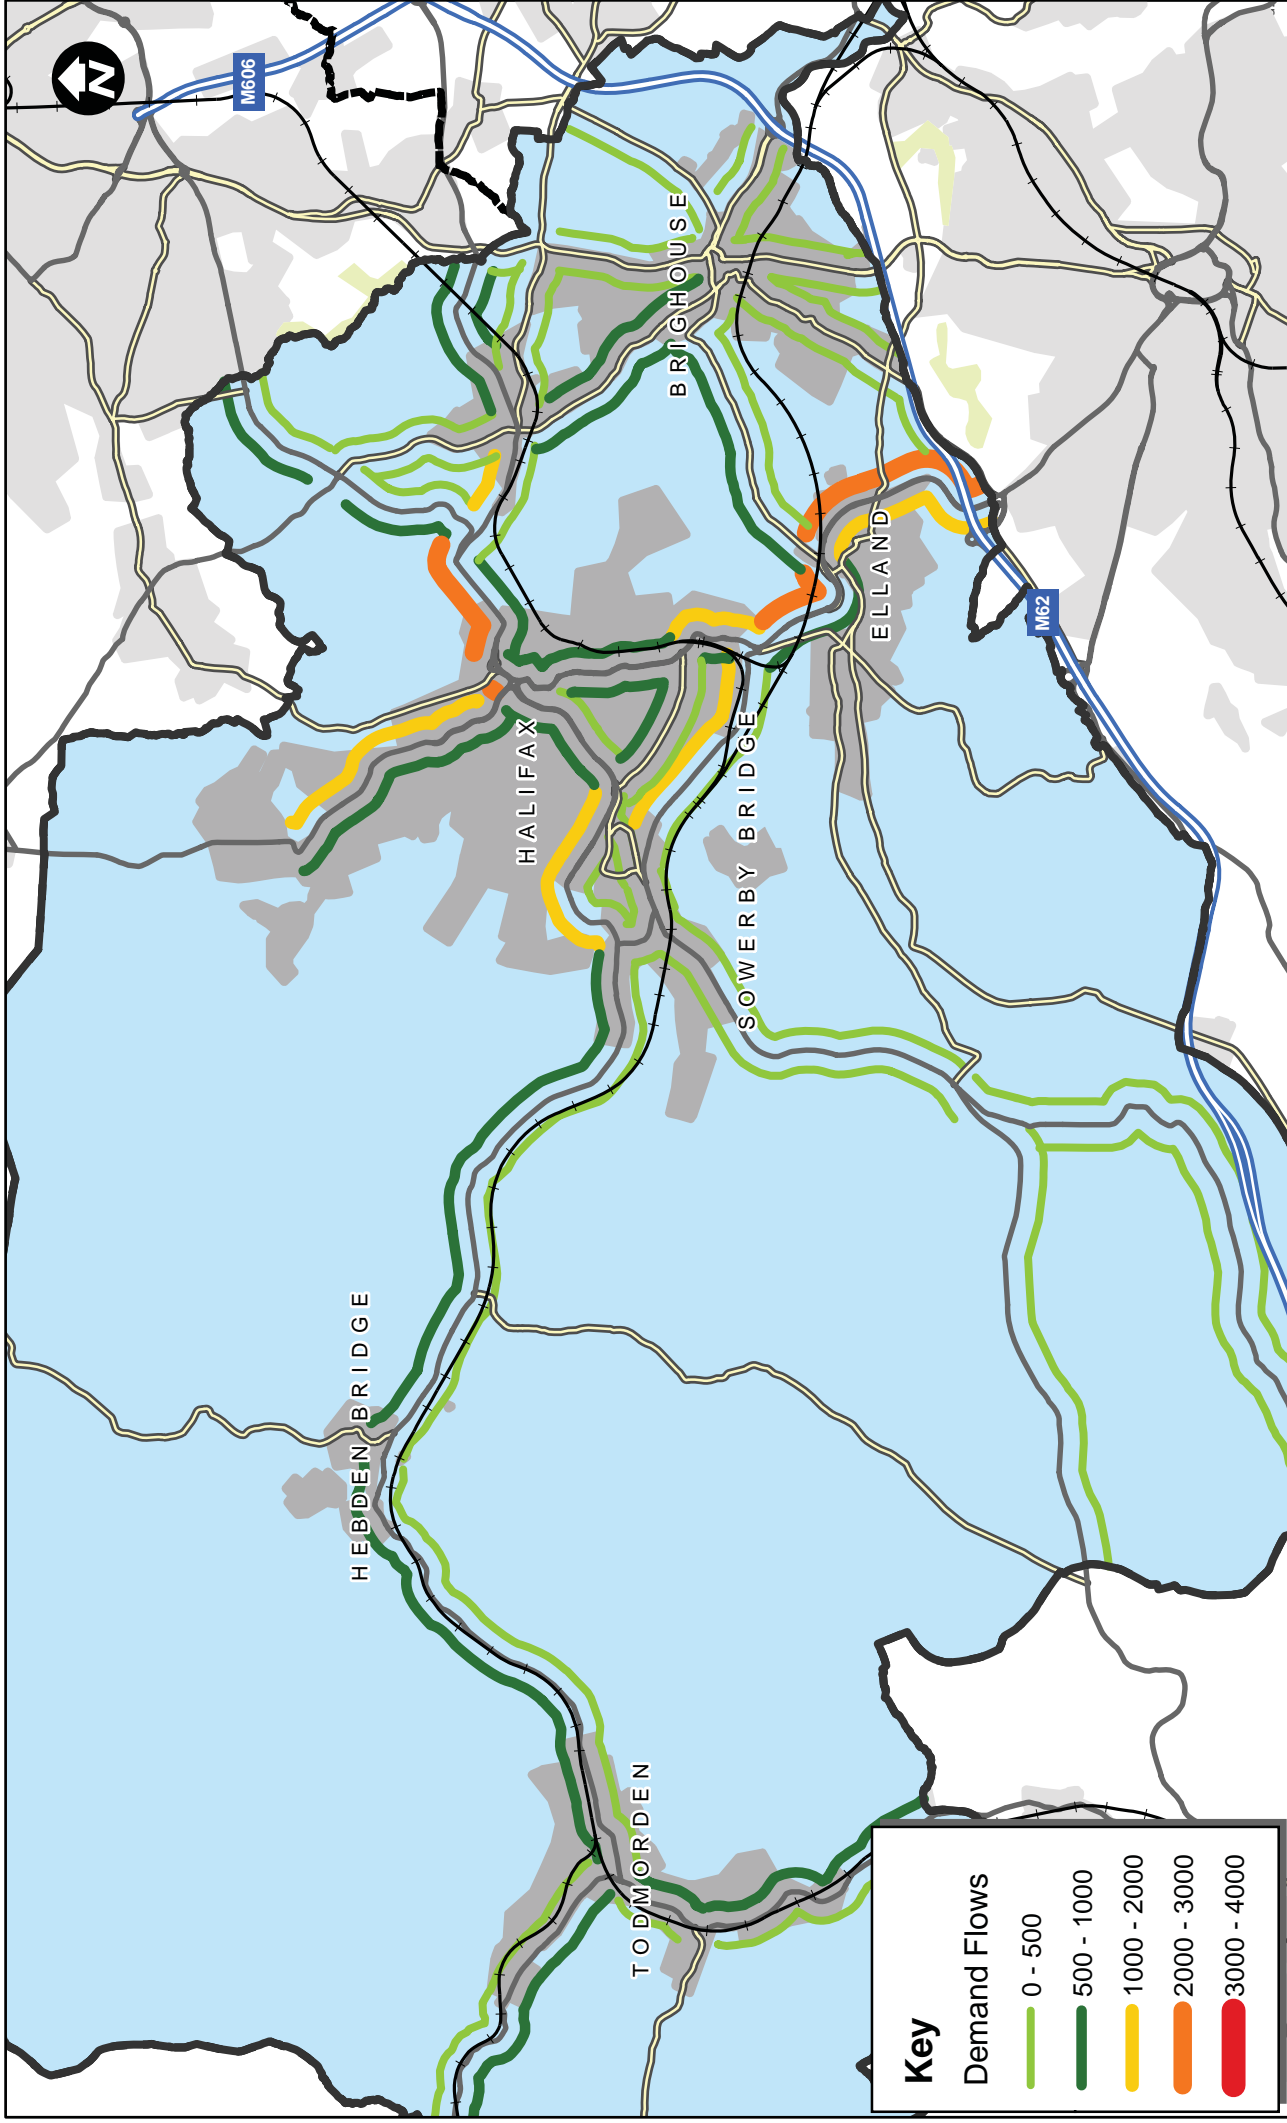 N
M606
BRIGHOUSE
HALIFAX
ELLAND
M62
SOWERBY BRIDGE
HEBDEN BRIDGE
TODMORDEN
Key
Demand Flows
0 - 500
500 - 1000
1000 - 2000
2000 - 3000
3000 - 4000